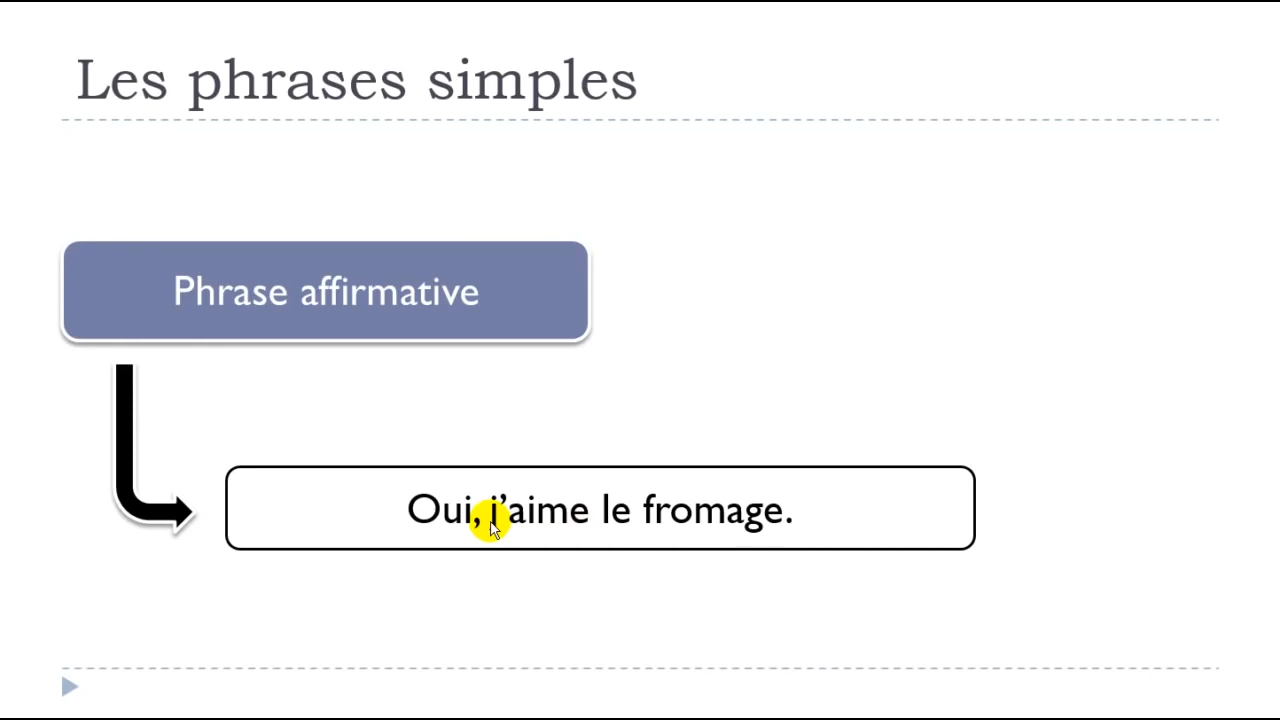 Les phrases simples
Phrase affirmative
Oui, j’aime le fromage.